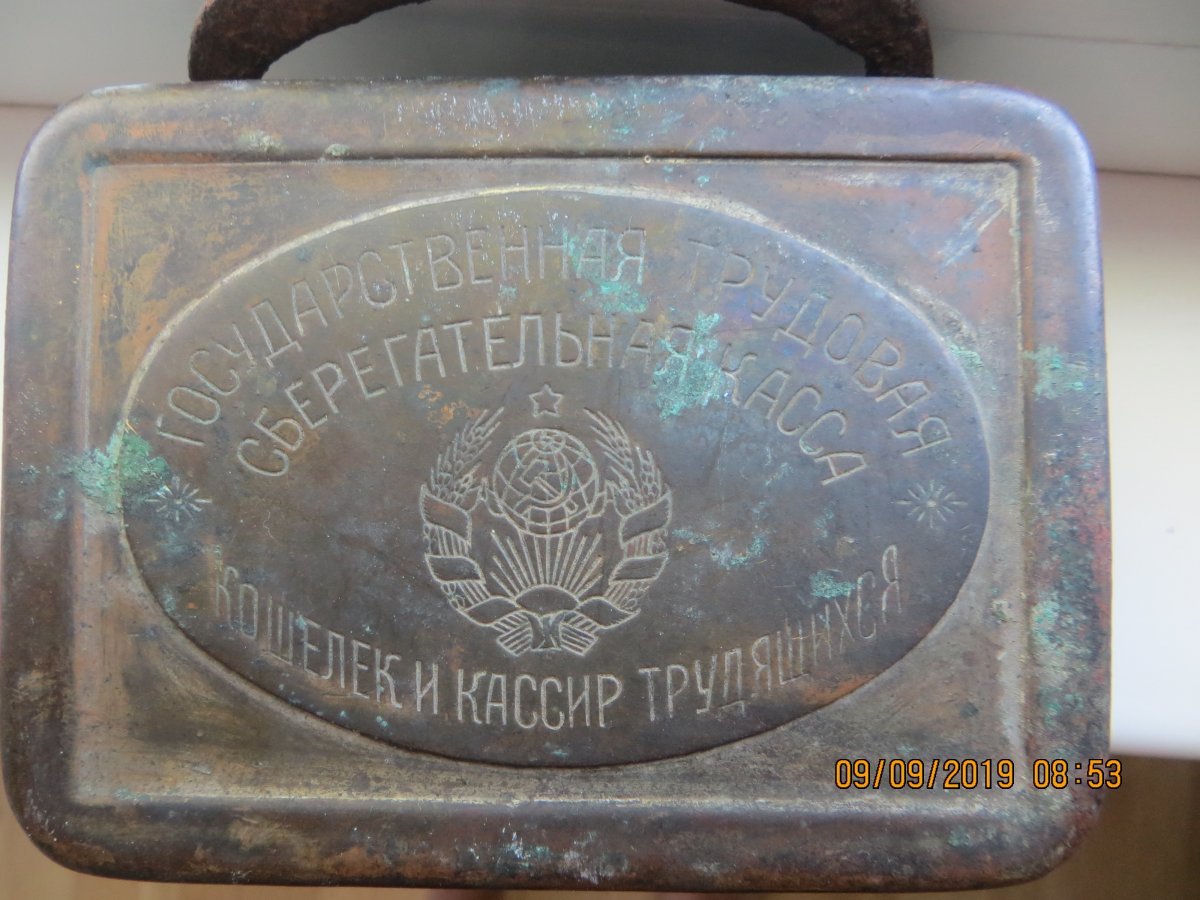 ГОСУДАРСТВЕННАЯ ТРУДОВАЯ
СБЕРЕГАТЕЛЬНАЯ КАССА
КОШЕЛЕК И КАССИР ТРУДЯЩИХСЯ
09/09/2019 08:53